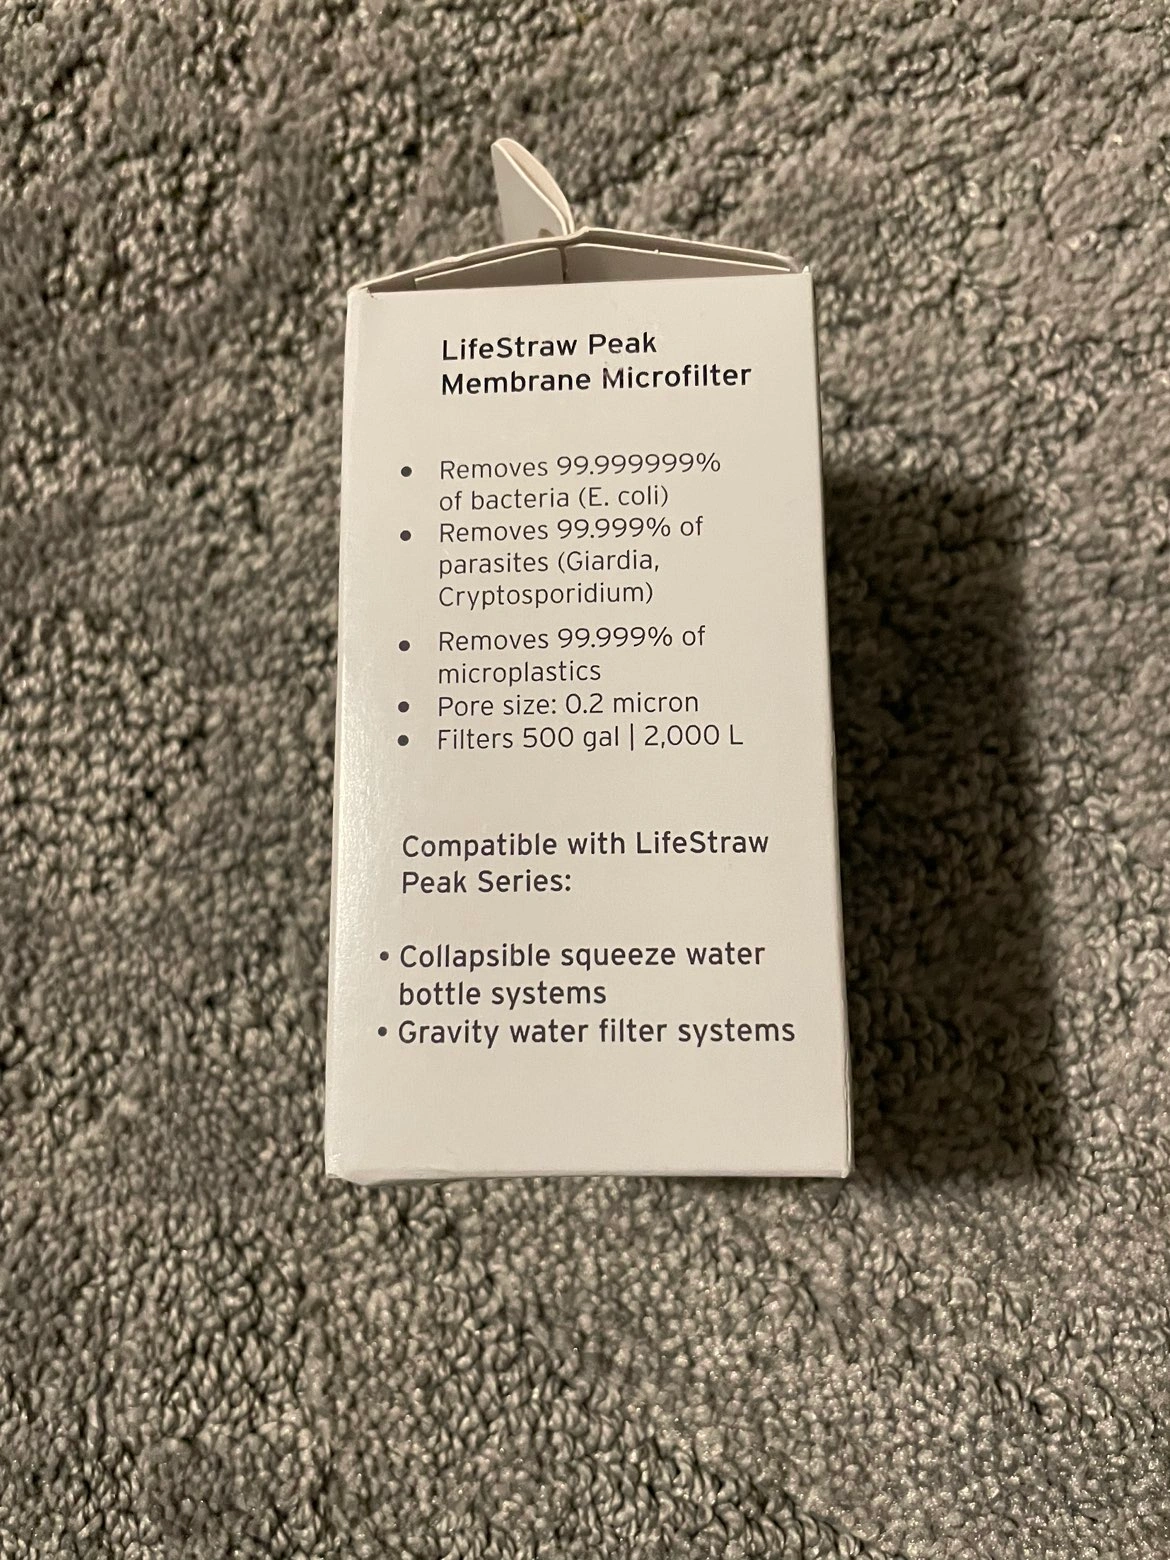 LifeStraw Peak
Membrane Microfilter
• Removes 99.999999%
of bacteria (E. coli)
• Removes 99.999% of
parasites (Giardia,
Cryptosporidium)
• Removes 99.999% of
microplastics
• Pore size: 0.2 micron
• Filters 500 gal | 2,000 L
Compatible with LifeStraw
Peak Series:
• Collapsible squeeze water
bottle systems
• Gravity water filter systems